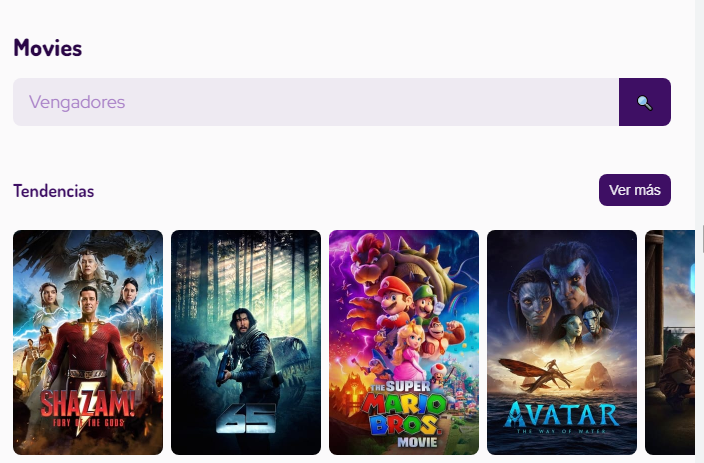 Movies
Vengadores
Tendencias
Ver más
SHAZAM!
FURY OF THE GODS
65
THE SUPER
MARIO
BROS.
MOVIE
AVATAR
THE WAY OF WATER